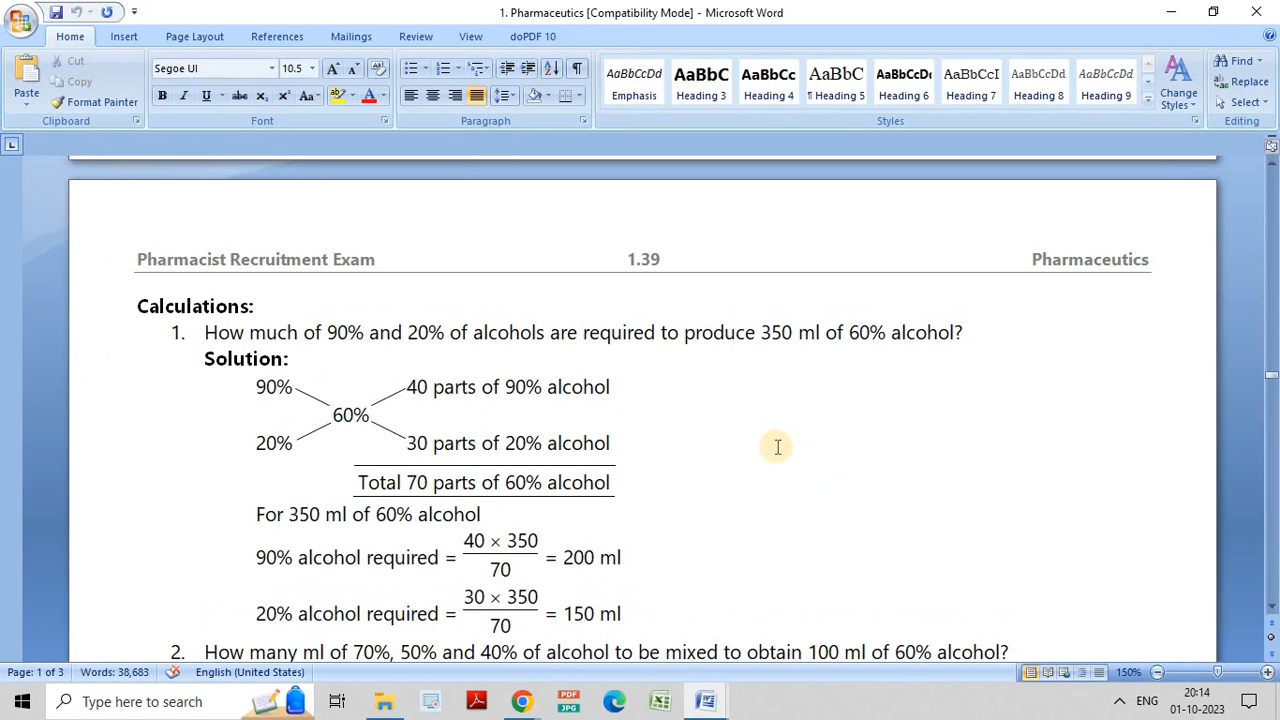 1. Pharmaceutics [Compatibility Mode] - Microsoft Word
Home Insert Page Layout References Mailings Review View doPDF 10
Paste
Cut
Copy
Format Painter
Clipboard
Segoe UI 10.5
B I U abe x₂ x² Aa
Font
Paragraph
AaBbCcDd AaBbC AaBbCc AaBbC AaBbCcDc AaBbCcI AaBbCcDd AaBbCcDd
Emphasis Heading 3 Heading 4 ¶ Heading 5 Heading 6 Heading 7 Heading 8 Heading 9
Change Styles
Styles
Find
Replace
Select
Editing
Pharmacist Recruitment Exam 1.39 Pharmaceutics
Calculations:
1. How much of 90% and 20% of alcohols are required to produce 350 ml of 60% alcohol?
Solution:
90% 40 parts of 90% alcohol
60%
20% 30 parts of 20% alcohol
Total 70 parts of 60% alcohol
For 350 ml of 60% alcohol
90% alcohol required = 40 × 350 / 70 = 200 ml
20% alcohol required = 30 × 350 / 70 = 150 ml
2. How many ml of 70%, 50% and 40% of alcohol to be mixed to obtain 100 ml of 60% alcohol?
Page: 1 of 3 Words: 38,683 English (United States) 150%
Type here to search
PDF
JPG
ENG
20:14
01-10-2023